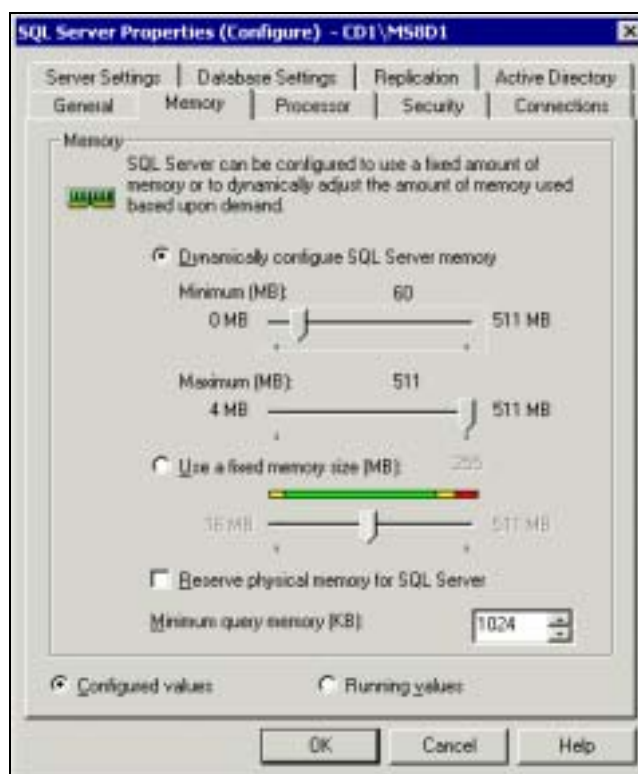 SQL Server Properties (Configure) - CD1\MS8D1
Server Settings Database Settings Replication Active Directory
General Memory Processor Security Connections
Memory
SQL Server can be configured to use a fixed amount of
memory or to dynamically adjust the amount of memory used
based upon demand.
Dynamically configure SQL Server memory
Minimum (MB): 60
0 MB 511 MB
Maximum (MB): 511
4 MB 511 MB
Use a fixed memory size (MB): 255
16 MB 511 MB
Reserve physical memory for SQL Server
Minimum query memory (KB): 1024
Configured values Running values
OK Cancel Help